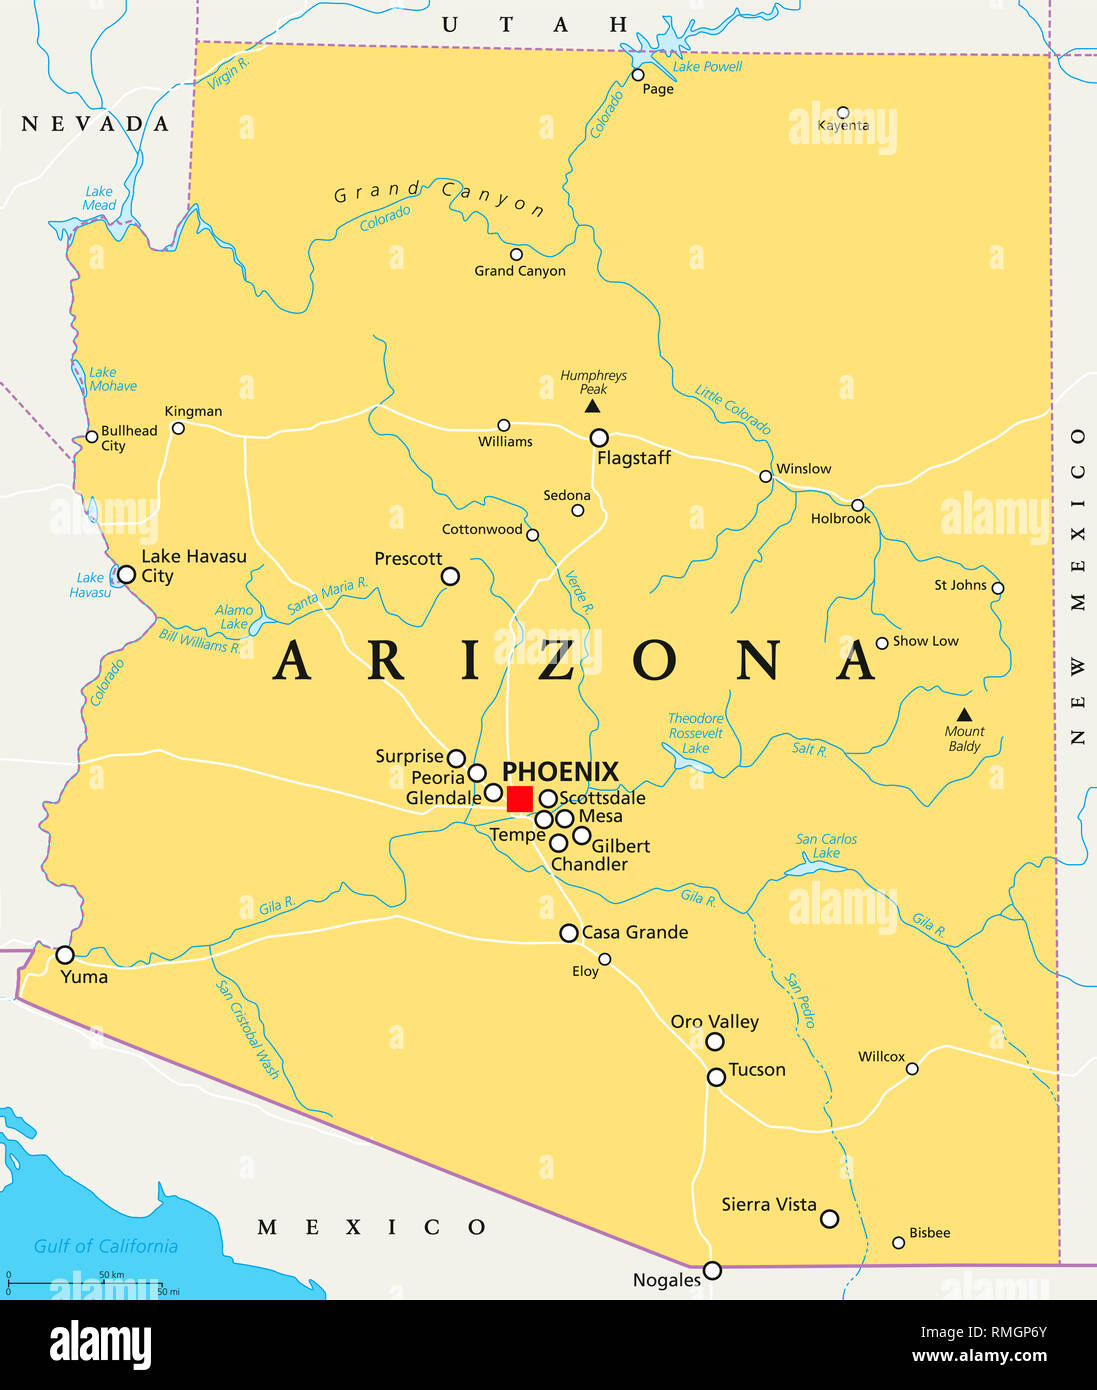 UTAH
Virgin R.
Lake Powell
Page
Colorado
Kayenta
NEVADA
Lake
Mead
Grand Canyon
Colorado
Grand Canyon
Lake
Mohave
Humphreys
Peak
Little Colorado
Kingman
Bullhead
City
Williams
Flagstaff
Winslow
Sedona
Holbrook
Cottonwood
NEW MEXICO
Lake Havasu
City
Lake
Havasu
Prescott
Verde R.
St Johns
Santa Maria R.
Alamo
Lake
Bill Williams R.
Show Low
ARIZONA
Colorado
Theodore
Rossevelt
Lake
Salt R.
Mount
Baldy
Surprise
Peoria
Glendale
PHOENIX
Scottsdale
Mesa
Tempe
Gilbert
Chandler
San Carlos
Lake
Gila R.
Gila R.
Gila R.
Casa Grande
Eloy
Yuma
San Cristobal Wash
San Pedro
Oro Valley
Tucson
Willcox
Sierra Vista
Bisbee
MEXICO
Nogales
Gulf of California
0 50 km
0 50 mi
a
alamy
alamy
Image ID: RMGP6Y
www.alamy.com